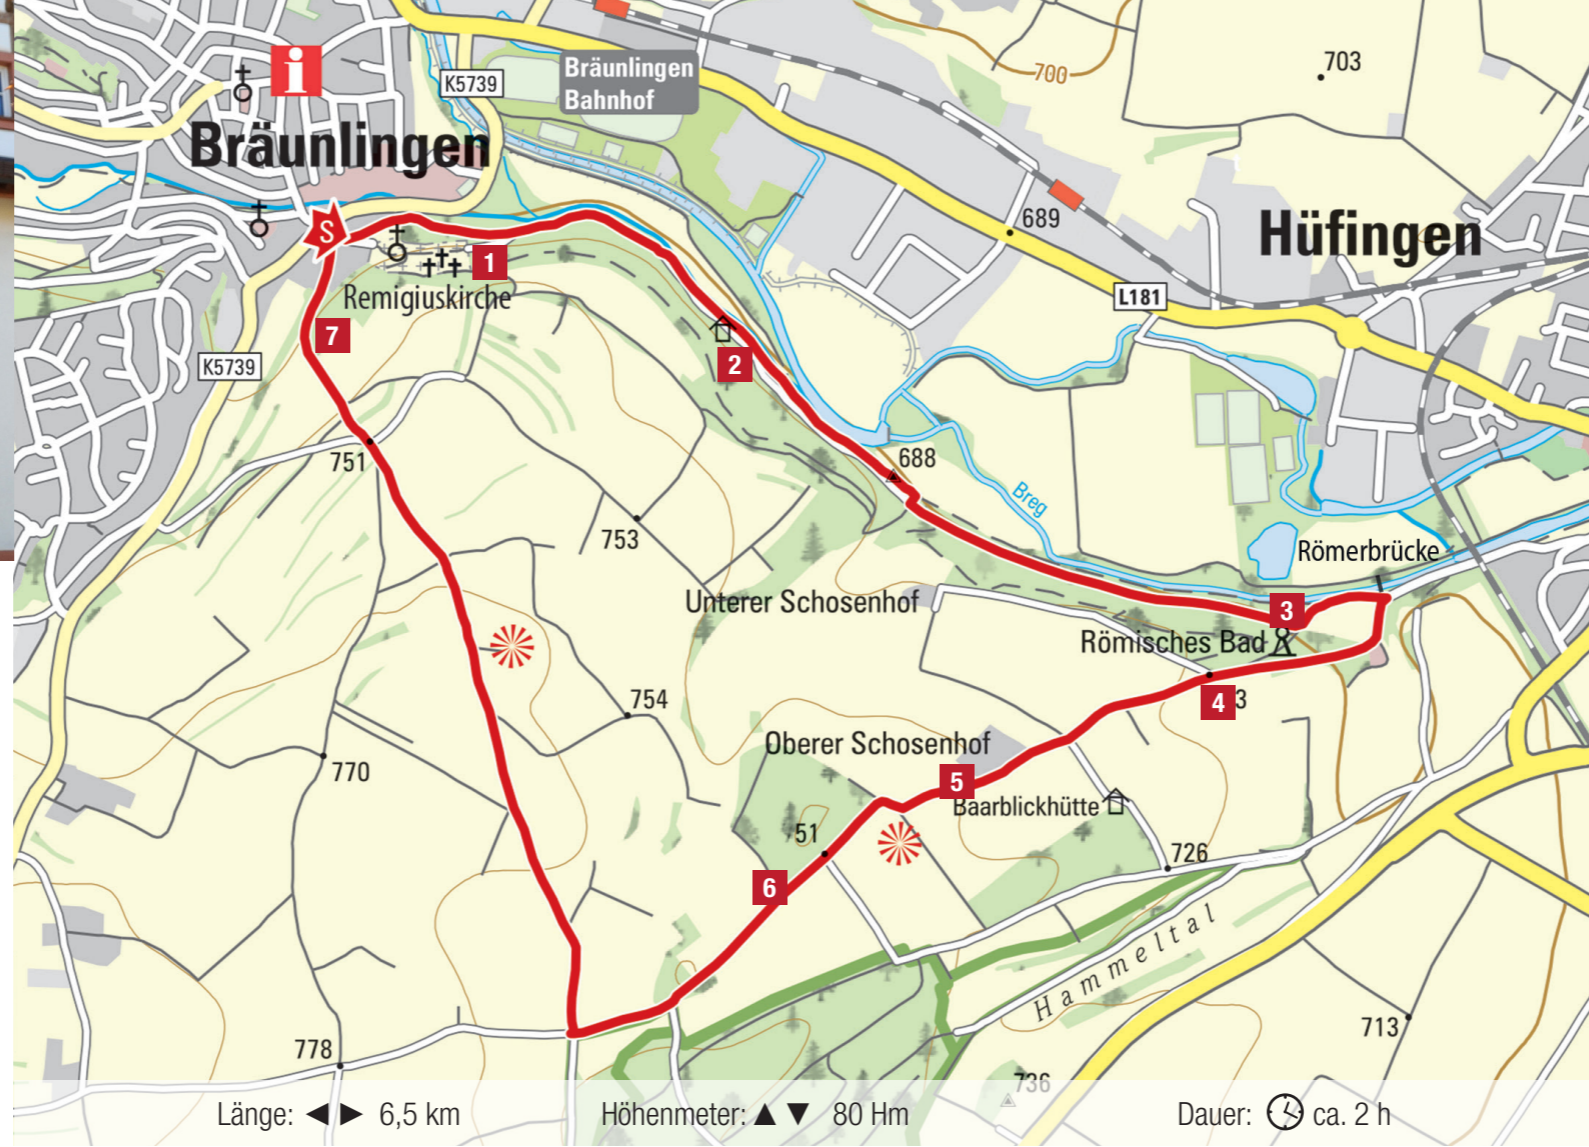 703
700
K5739
Bräunlingen
Bahnhof
i
Bräunlingen
689
Hüfingen
S
1
Remigiuskirche
L181
7
2
K5739
751
688
Breg
753
Römerbrücke
Unterer Schosenhof
3
Römisches Bad
754
4
3
Oberer Schosenhof
770
5
Baarblickhütte
51
726
6
Hammeltal
713
778
736
Länge: ◀ ▶ 6,5 km
Höhenmeter: ▲ ▼ 80 Hm
Dauer: ca. 2 h